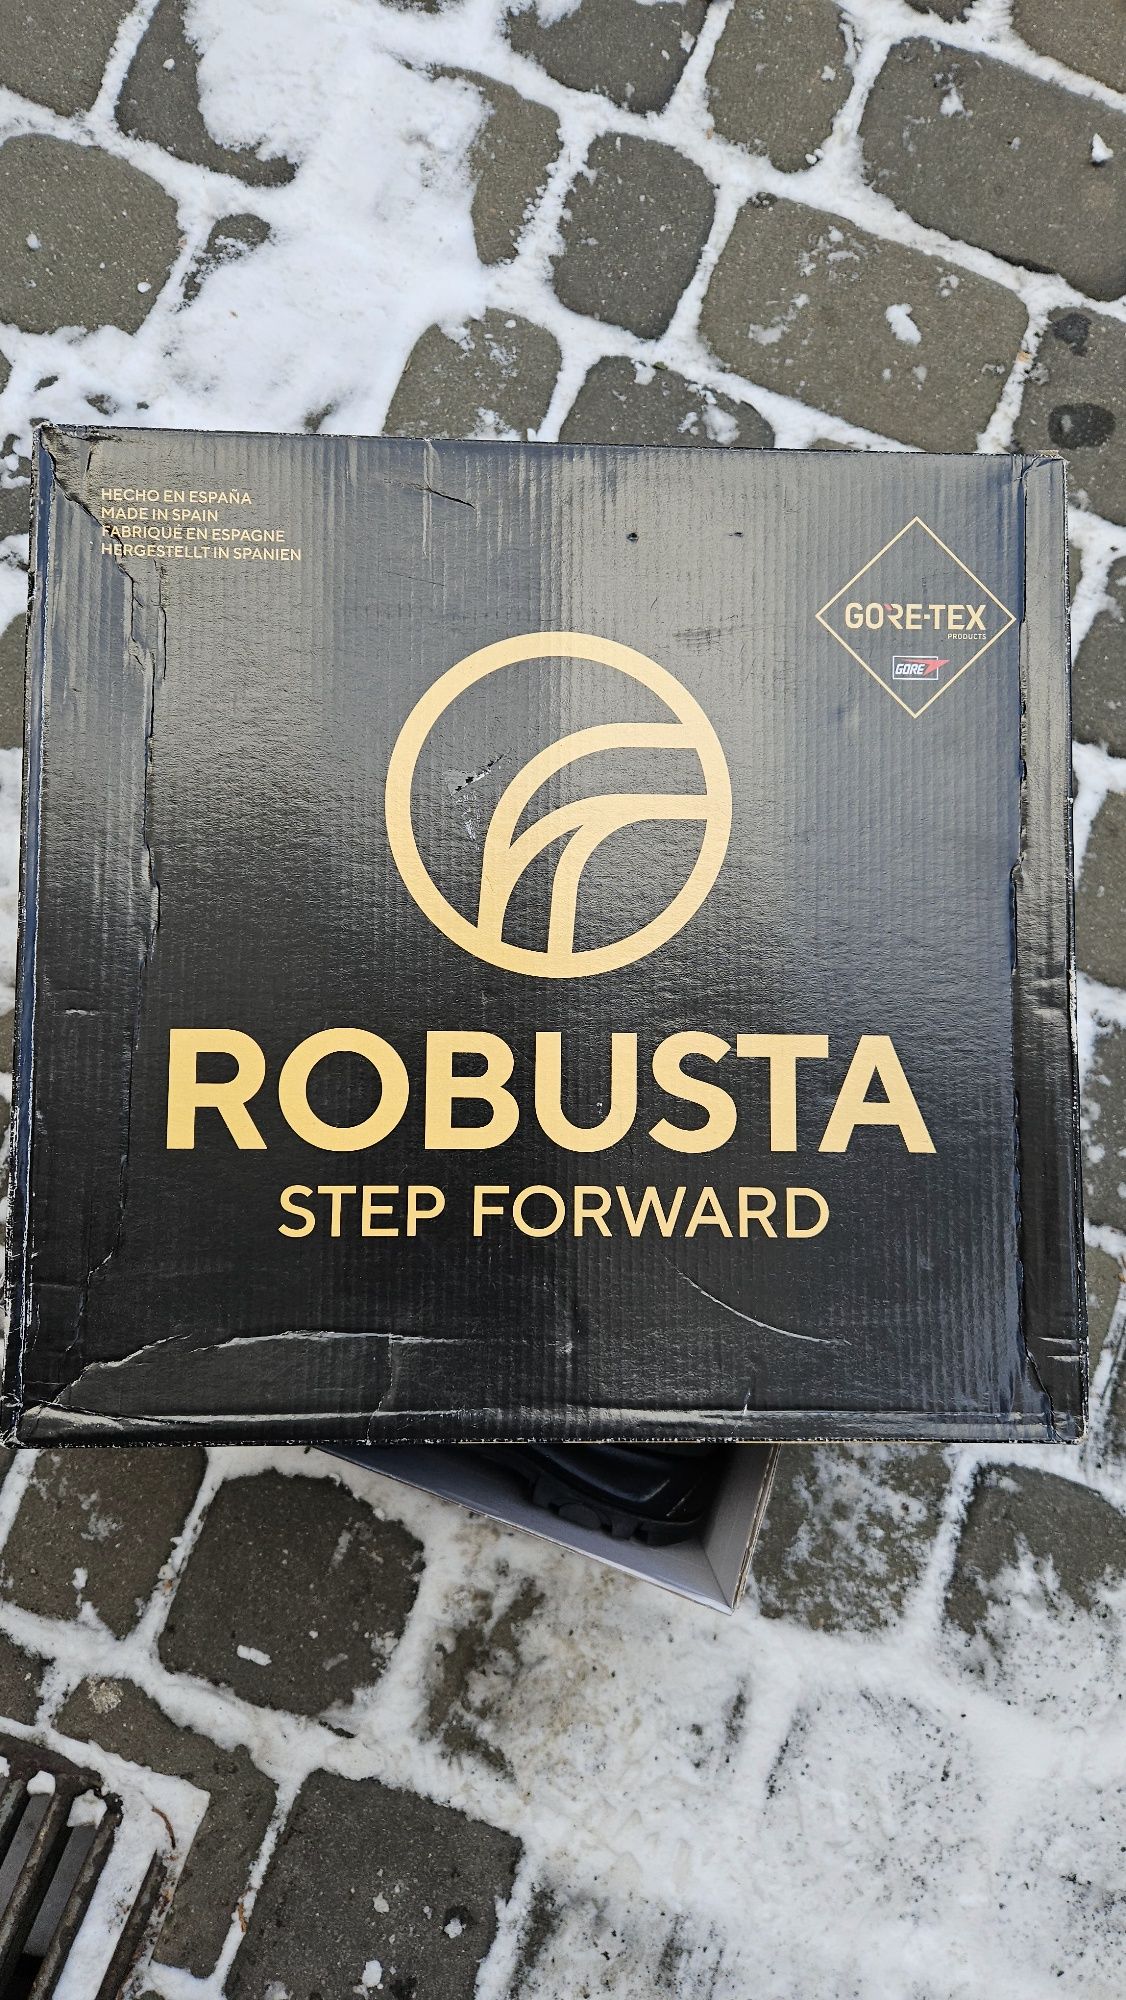 HECHO EN ESPAÑA
MADE IN SPAIN
FABRIQUÉ EN ESPAGNE
HERGESTELLT IN SPANIEN
GORE-TEX
PRODUCTS
GORE
ROBUSTA
STEP FORWARD